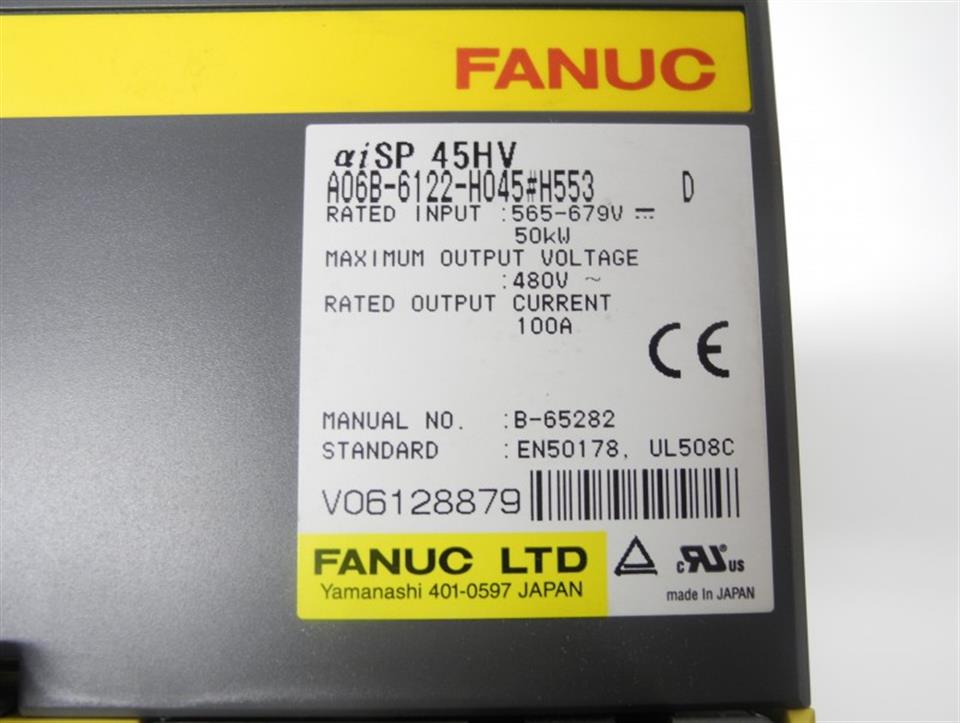 FANUC
αiSP 45HV
A06B-6122-H045#H553 D
RATED INPUT :565-679V ⎓
50kW
MAXIMUM OUTPUT VOLTAGE
:480V ~
RATED OUTPUT CURRENT
100A
CE
MANUAL NO. :B-65282
STANDARD :EN50178, UL508C
V06128879
FANUC LTD
Yamanashi 401-0597 JAPAN
c RU® US
made In JAPAN